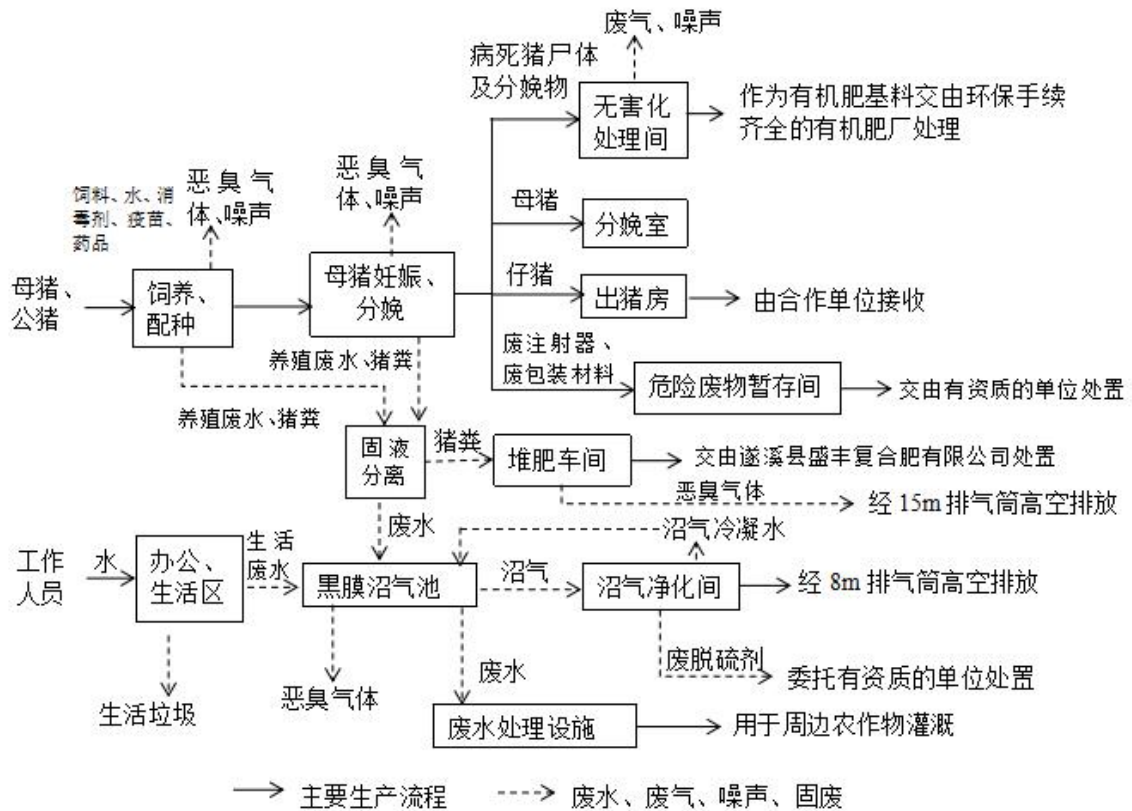 废气、噪声
病死猪尸体
及分娩物
无害化
处理间
作为有机肥基料交由环保手续
齐全的有机肥厂处理
恶臭气
体、噪声
恶臭气
体、噪声
饲料、水、消
毒剂、疫苗、
药品
母猪
分娩室
母猪、
公猪
饲养、
配种
母猪妊娠、
分娩
仔猪
出猪房
由合作单位接收
养殖废水、猪粪
废注射器、
废包装材料
危险废物暂存间
交由有资质的单位处置
养殖废水、猪粪
固液
分离
猪粪
堆肥车间
交由遂溪县盛丰复合肥有限公司处置
恶臭气体
经 15m 排气筒高空排放
废水
沼气冷凝水
工作
人员
水
办公、
生活区
生活
废水
黑膜沼气池
沼气
沼气净化间
经 8m 排气筒高空排放
废脱硫剂
委托有资质的单位处置
生活垃圾
恶臭气体
废水
废水处理设施
用于周边农作物灌溉
主要生产流程
废水、废气、噪声、固废